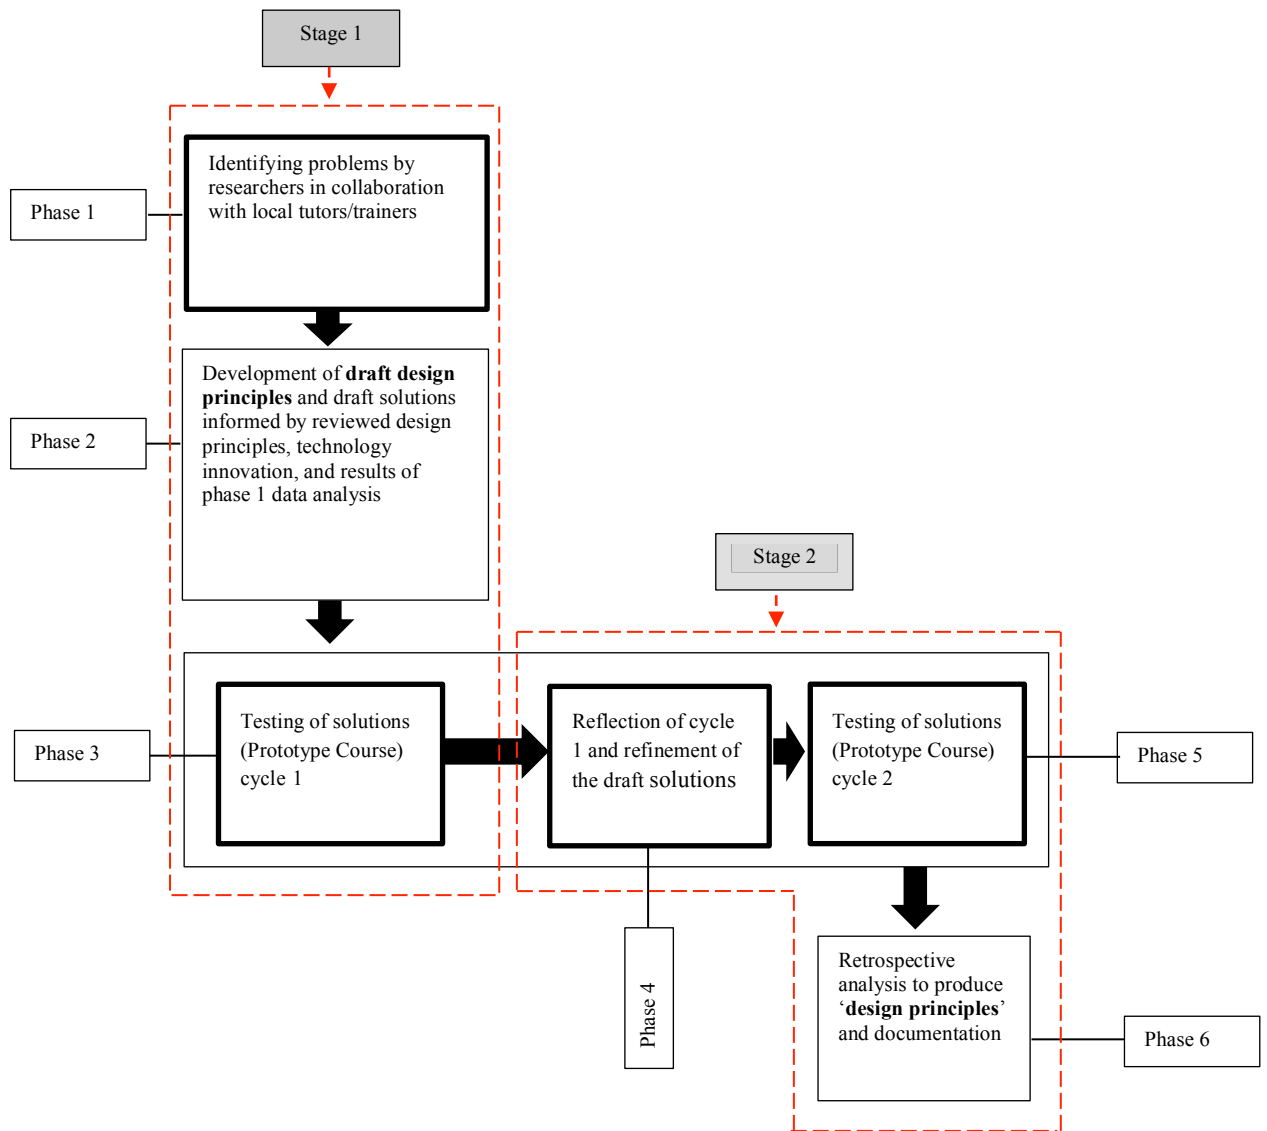 Stage 1
Identifying problems by
researchers in collaboration
with local tutors/trainers
Phase 1
Development of draft design
principles and draft solutions
informed by reviewed design
principles, technology
innovation, and results of
phase 1 data analysis
Phase 2
Stage 2
Testing of solutions
(Prototype Course)
cycle 1
Phase 3
Reflection of cycle
1 and refinement of
the draft solutions
Phase 4
Testing of solutions
(Prototype Course)
cycle 2
Phase 5
Retrospective
analysis to produce
‘design principles’
and documentation
Phase 6